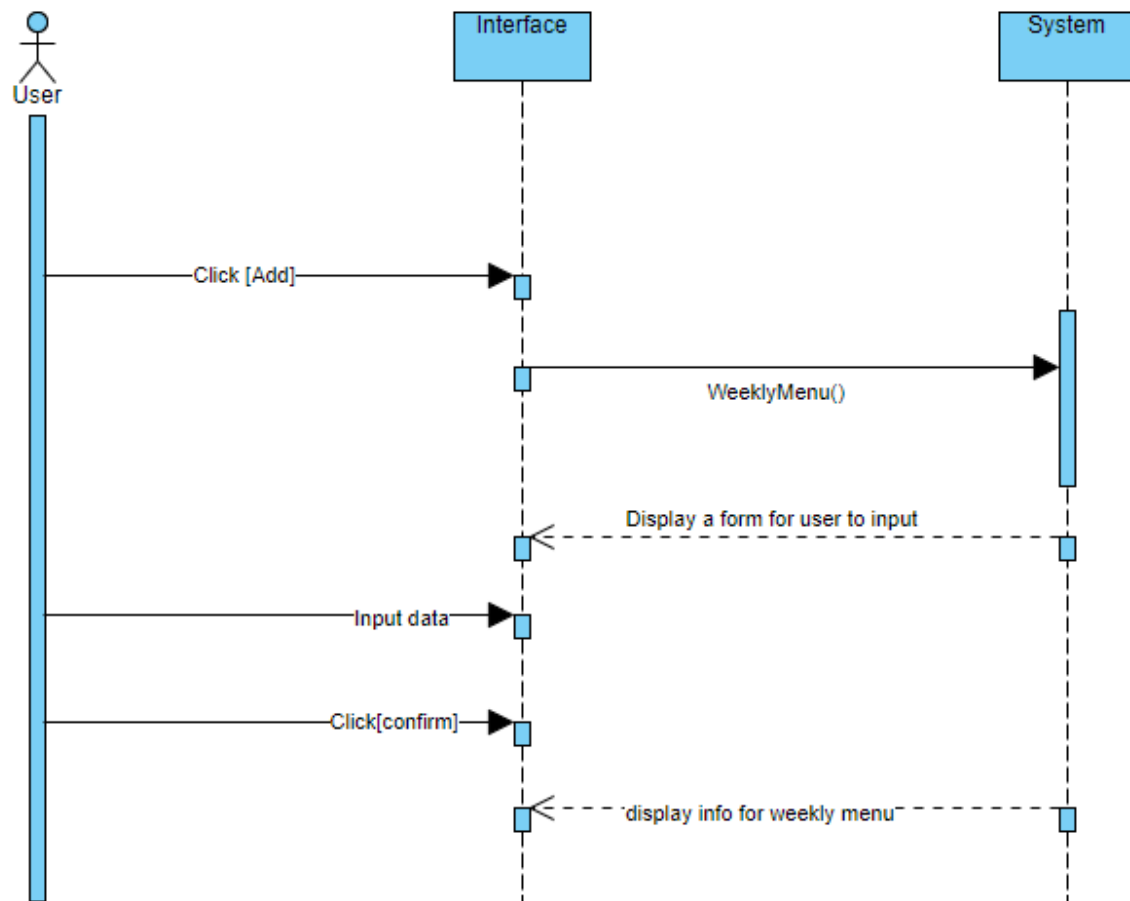 Interface
System
User
Click [Add]
WeeklyMenu()
Display a form for user to input
Input data
Click[confirm]
display info for weekly menu